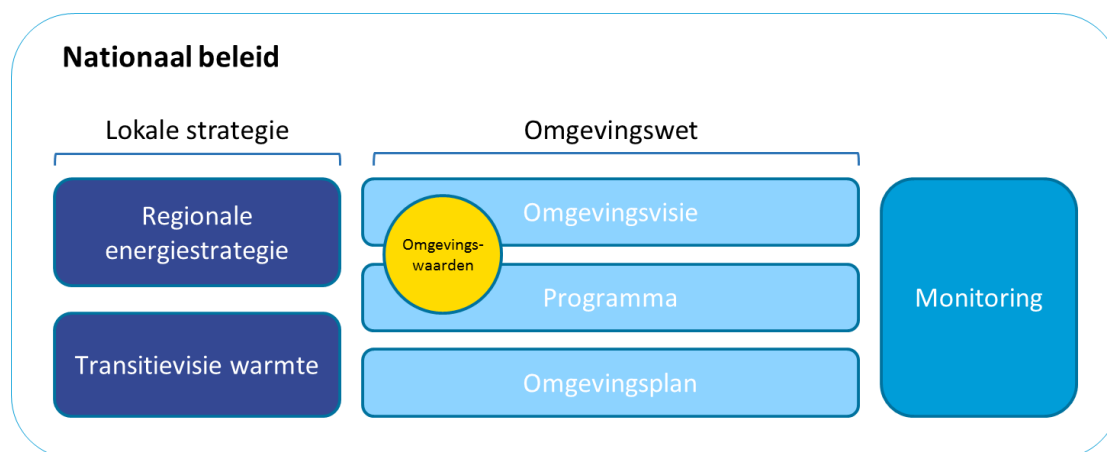 Nationaal beleid
Lokale strategie
Omgevingswet
Regionale
energiestrategie
Transitievisie warmte
Omgevingsvisie
Omgevings-
waarden
Programma
Omgevingsplan
Monitoring